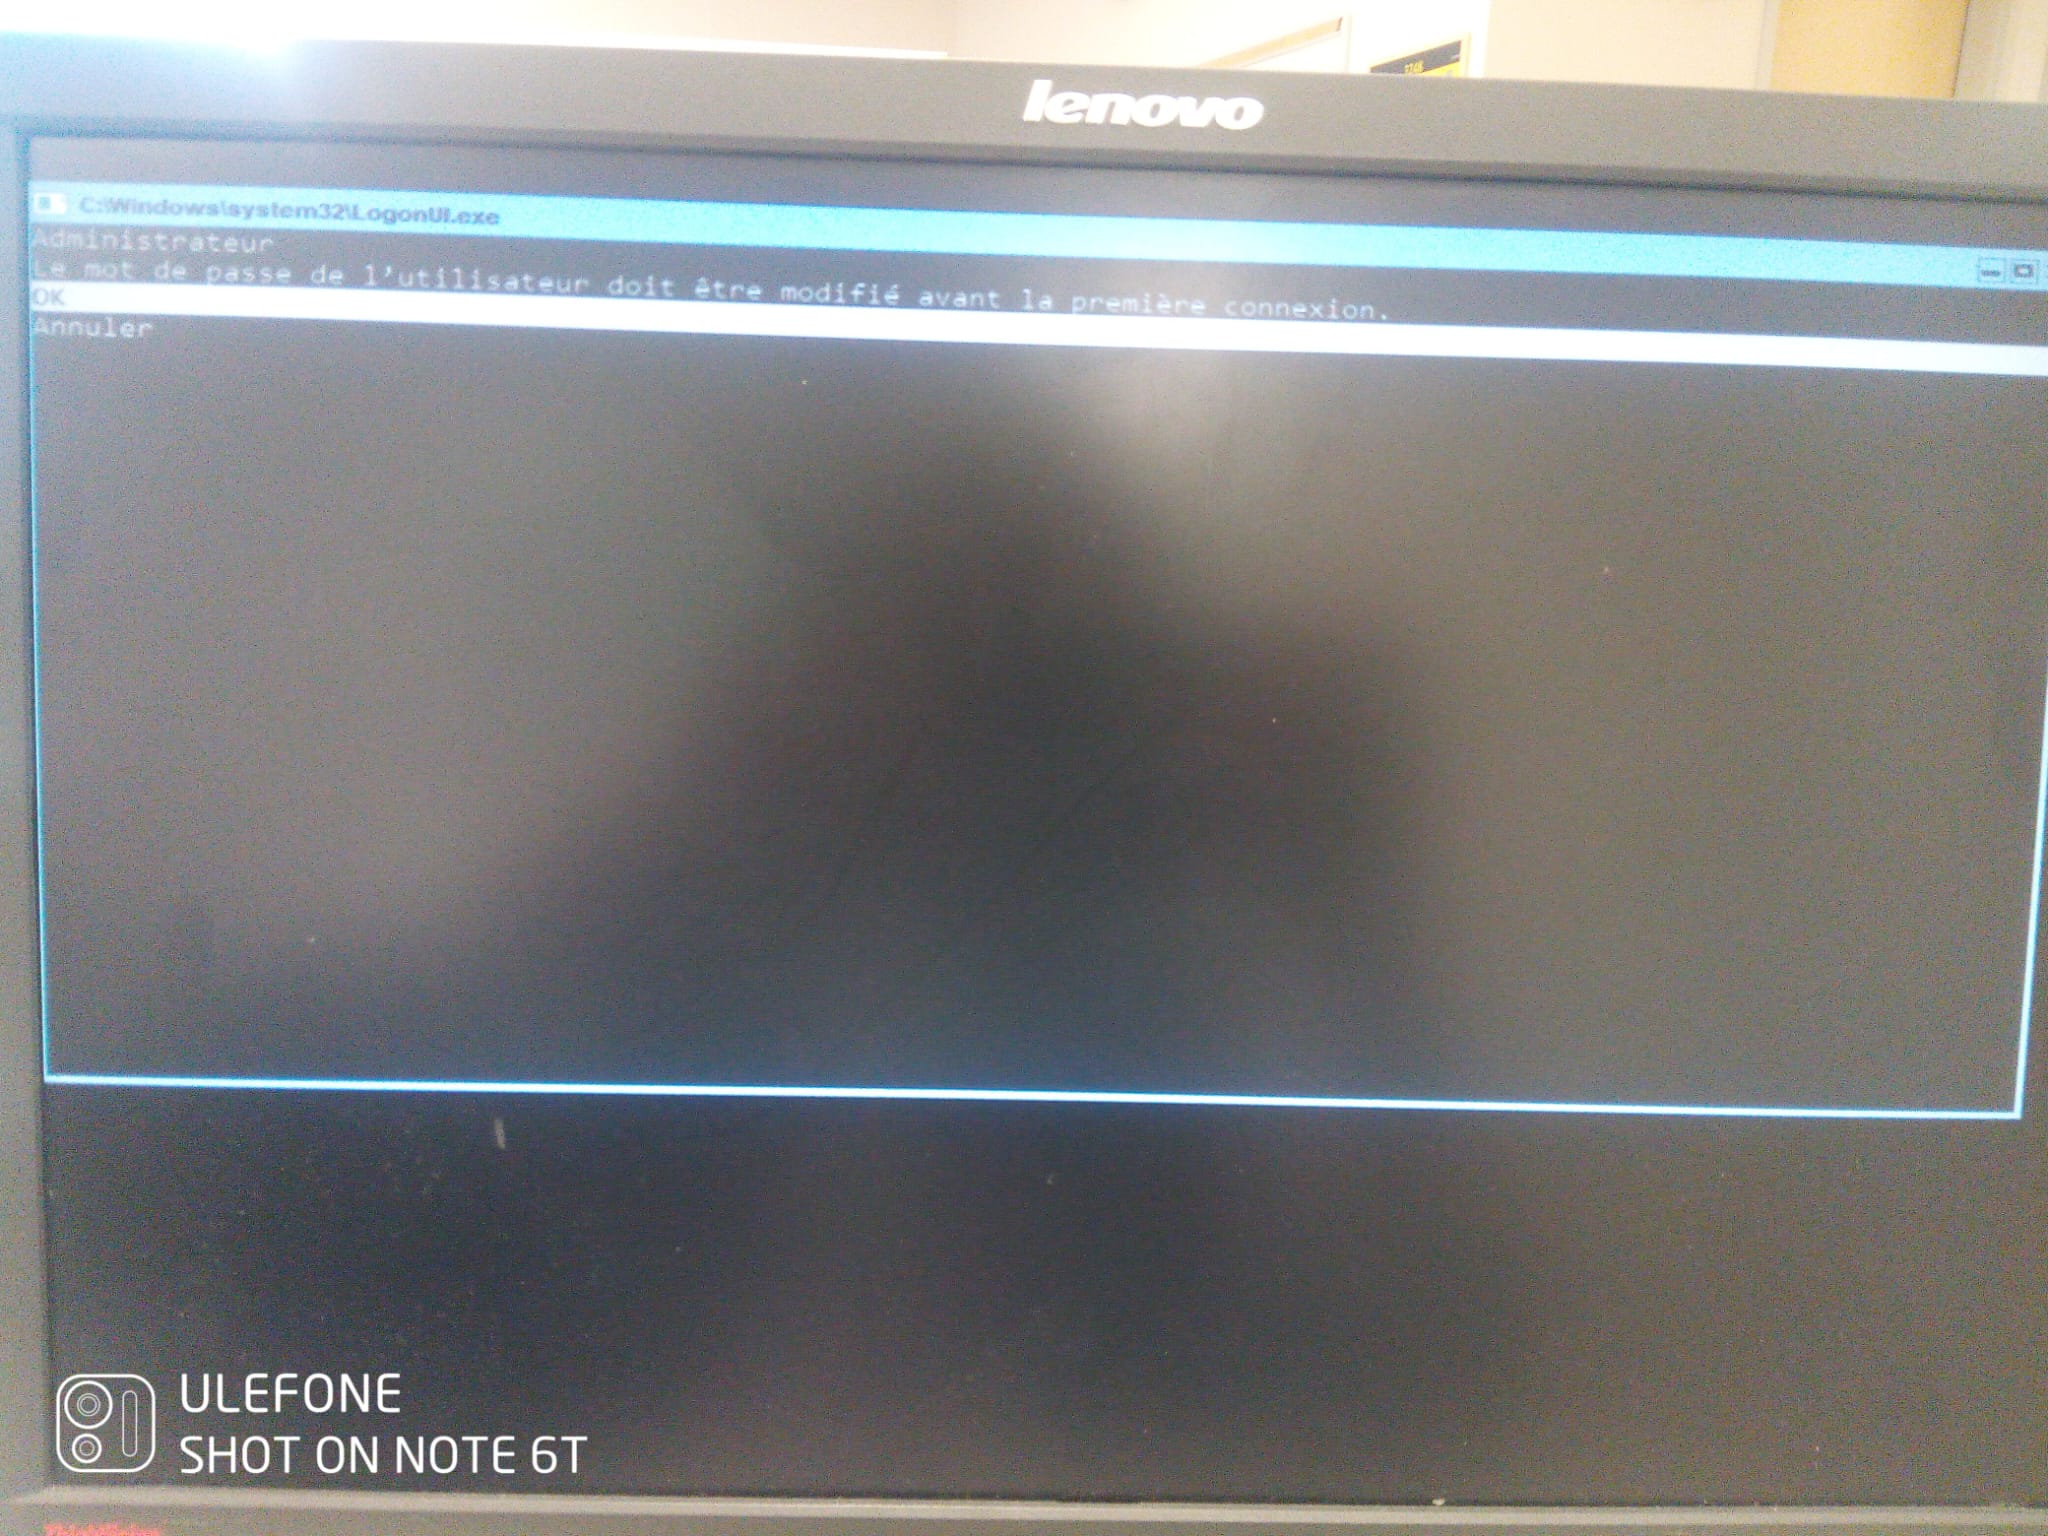 lenovo
C:\Windows\system32\LogonUI.exe
Administrateur
Le mot de passe de l'utilisateur doit être modifié avant la première connexion.
OK
Annuler
ULEFONE
SHOT ON NOTE 6T